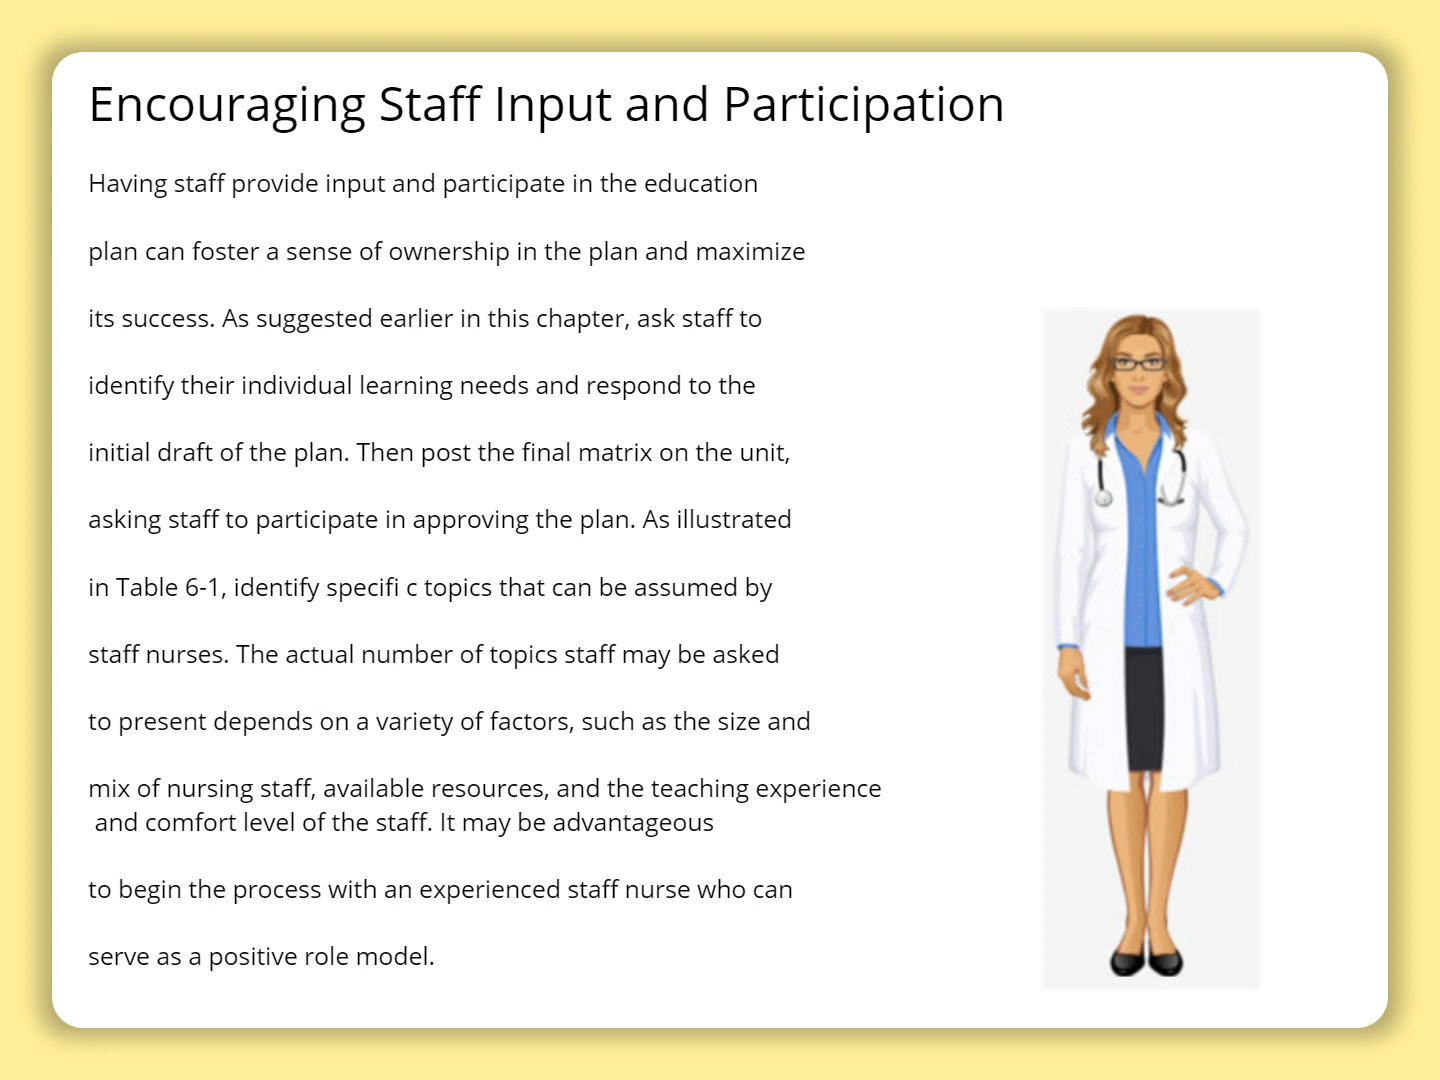 Encouraging Staff Input and Participation
Having staff provide input and participate in the education
plan can foster a sense of ownership in the plan and maximize
its success. As suggested earlier in this chapter, ask staff to
identify their individual learning needs and respond to the
initial draft of the plan. Then post the final matrix on the unit,
asking staff to participate in approving the plan. As illustrated
in Table 6-1, identify specifi c topics that can be assumed by
staff nurses. The actual number of topics staff may be asked
to present depends on a variety of factors, such as the size and
mix of nursing staff, available resources, and the teaching experience
and comfort level of the staff. It may be advantageous
to begin the process with an experienced staff nurse who can
serve as a positive role model.